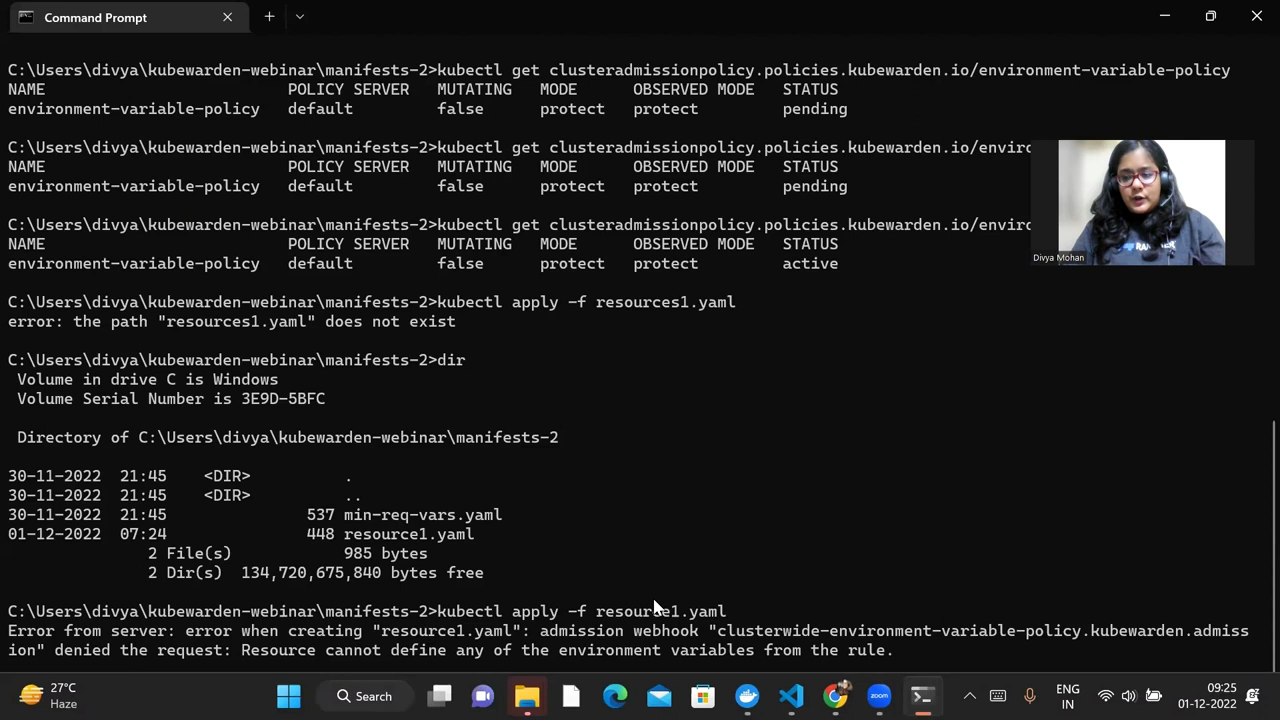 Command Prompt
C:\Users\divya\kubewarden-webinar\manifests-2>kubectl get clusteradmissionpolicy.policies.kubewarden.io/environment-variable-policy
NAME POLICY SERVER MUTATING MODE OBSERVED MODE STATUS
environment-variable-policy default false protect protect pending
C:\Users\divya\kubewarden-webinar\manifests-2>kubectl get clusteradmissionpolicy.policies.kubewarden.io/enviro
NAME POLICY SERVER MUTATING MODE OBSERVED MODE STATUS
environment-variable-policy default false protect protect pending
C:\Users\divya\kubewarden-webinar\manifests-2>kubectl get clusteradmissionpolicy.policies.kubewarden.io/enviro
NAME POLICY SERVER MUTATING MODE OBSERVED MODE STATUS
environment-variable-policy default false protect protect active
Divya Mohan
C:\Users\divya\kubewarden-webinar\manifests-2>kubectl apply -f resources1.yaml
error: the path "resources1.yaml" does not exist
C:\Users\divya\kubewarden-webinar\manifests-2>dir
Volume in drive C is Windows
Volume Serial Number is 3E9D-5BFC
Directory of C:\Users\divya\kubewarden-webinar\manifests-2
30-11-2022 21:45 <DIR> .
30-11-2022 21:45 <DIR> ..
30-11-2022 21:45 537 min-req-vars.yaml
01-12-2022 07:24 448 resource1.yaml
2 File(s) 985 bytes
2 Dir(s) 134,720,675,840 bytes free
C:\Users\divya\kubewarden-webinar\manifests-2>kubectl apply -f resource1.yaml
Error from server: error when creating "resource1.yaml": admission webhook "clusterwide-environment-variable-policy.kubewarden.admiss
ion" denied the request: Resource cannot define any of the environment variables from the rule.
27°C
Haze
Search
zoom
ENG
IN
09:25
01-12-2022